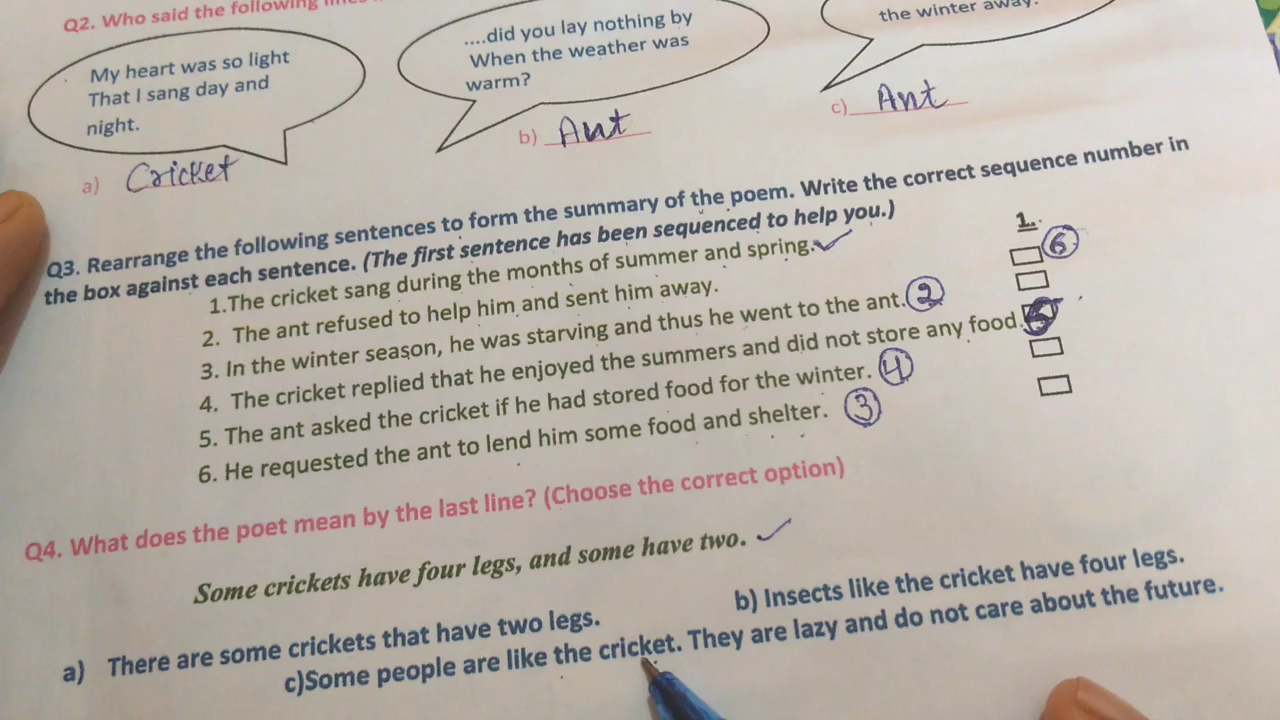 Q2. Who said the following lines
My heart was so light
That I sang day and
night.
a) Cricket
....did you lay nothing by
When the weather was
warm?
b) Ant
the winter away.
c) Ant
Q3. Rearrange the following sentences to form the summary of the poem. Write the correct sequence number in
the box against each sentence. (The first sentence has been sequenced to help you.)
1.The cricket sang during the months of summer and spring. ✓ 1.
2. The ant refused to help him and sent him away. 6
3. In the winter season, he was starving and thus he went to the ant. 2
4. The cricket replied that he enjoyed the summers and did not store any food.
5. The ant asked the cricket if he had stored food for the winter. 4
6. He requested the ant to lend him some food and shelter. 3
Q4. What does the poet mean by the last line? (Choose the correct option)
Some crickets have four legs, and some have two. ✓
a) There are some crickets that have two legs. b) Insects like the cricket have four legs.
c)Some people are like the cricket. They are lazy and do not care about the future.